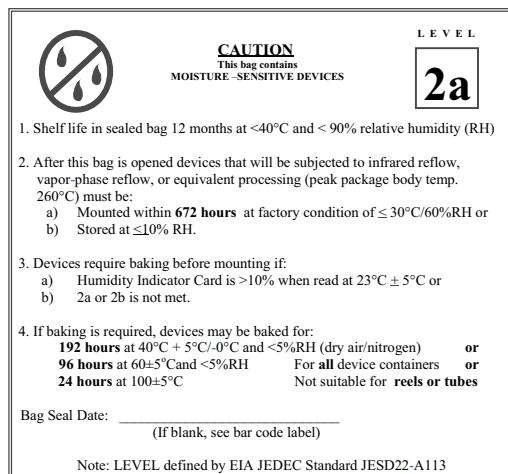 L E V E L
CAUTION
This bag contains
MOISTURE –SENSITIVE DEVICES
2a
1. Shelf life in sealed bag 12 months at <40°C and < 90% relative humidity (RH)
2. After this bag is opened devices that will be subjected to infrared reflow,
vapor-phase reflow, or equivalent processing (peak package body temp.
260°C) must be:
a) Mounted within 672 hours at factory condition of ≤ 30°C/60%RH or
b) Stored at ≤10% RH.
3. Devices require baking before mounting if:
a) Humidity Indicator Card is >10% when read at 23°C ± 5°C or
b) 2a or 2b is not met.
4. If baking is required, devices may be baked for:
192 hours at 40°C + 5°C/-0°C and <5%RH (dry air/nitrogen) or
96 hours at 60±5°Cand <5%RH For all device containers or
24 hours at 100±5°C Not suitable for reels or tubes
Bag Seal Date: ____________________________
(If blank, see bar code label)
Note: LEVEL defined by EIA JEDEC Standard JESD22-A113